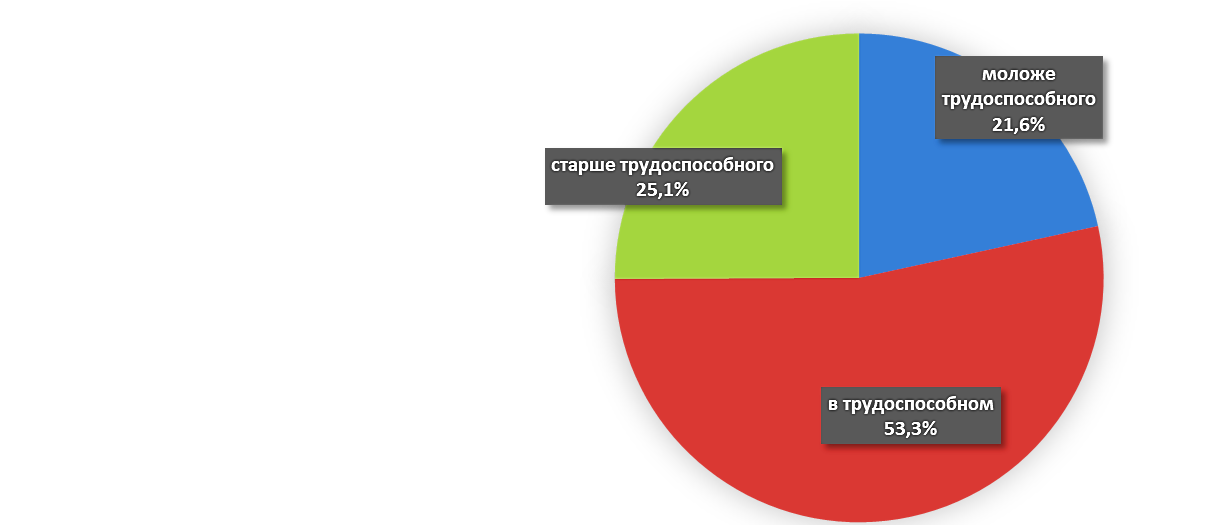 моложе
трудоспособного
21,6%
старше трудоспособного
25,1%
в трудоспособном
53,3%